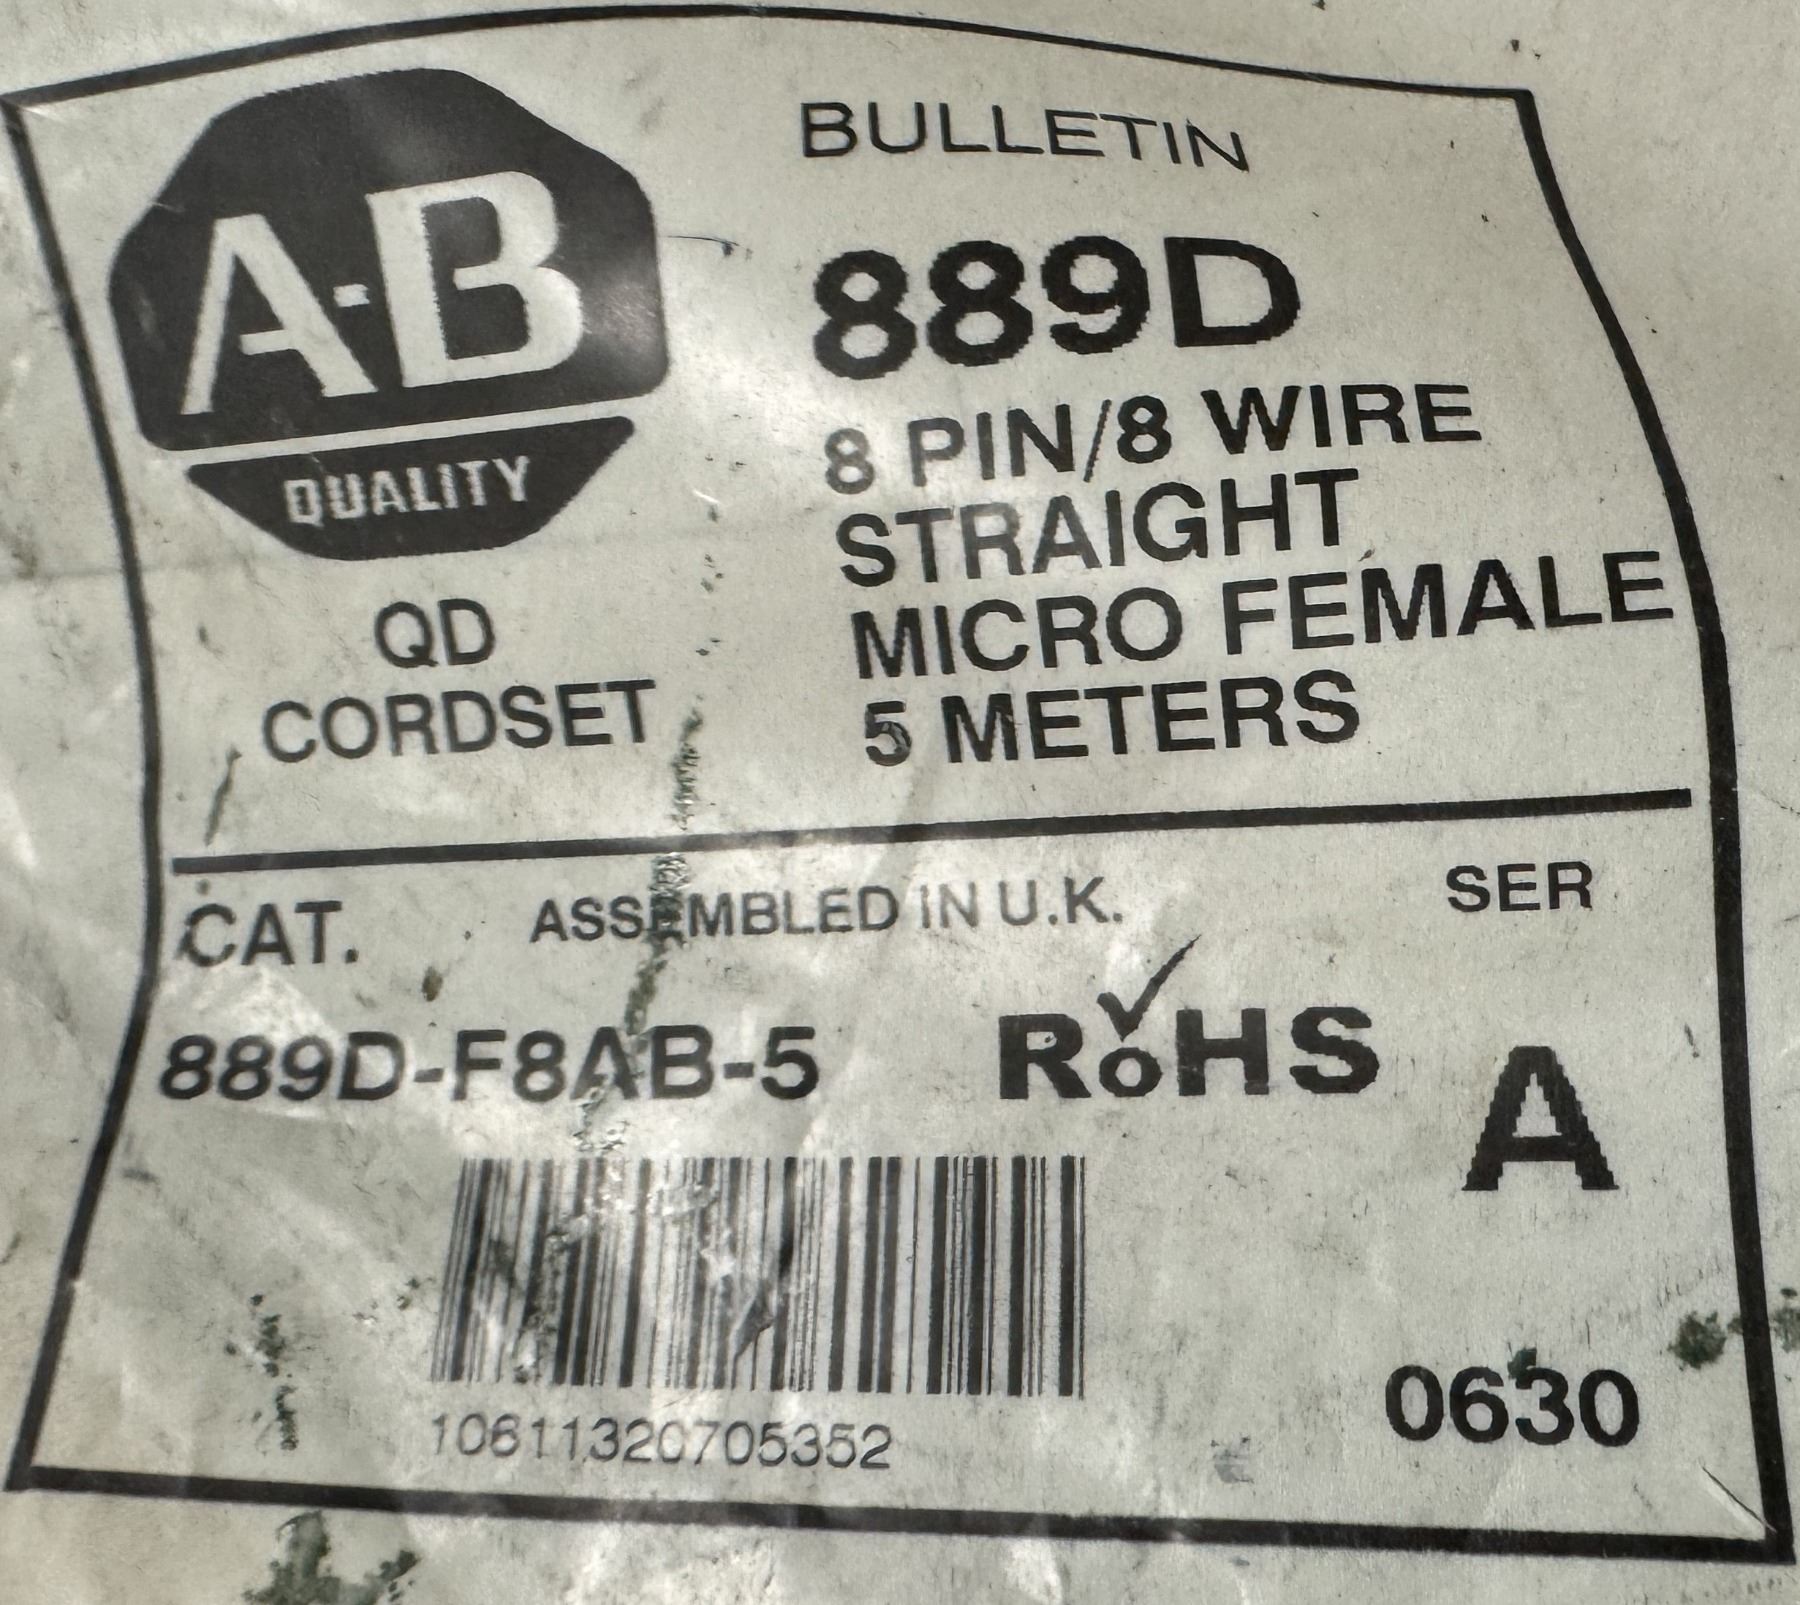 A-B
QUALITY
QD
CORDSET
BULLETIN
889D
8 PIN/8 WIRE
STRAIGHT
MICRO FEMALE
5 METERS
CAT.
ASSEMBLED IN U.K.
SER
889D-F8AB-5
RoHS
A
10611320705352
0630